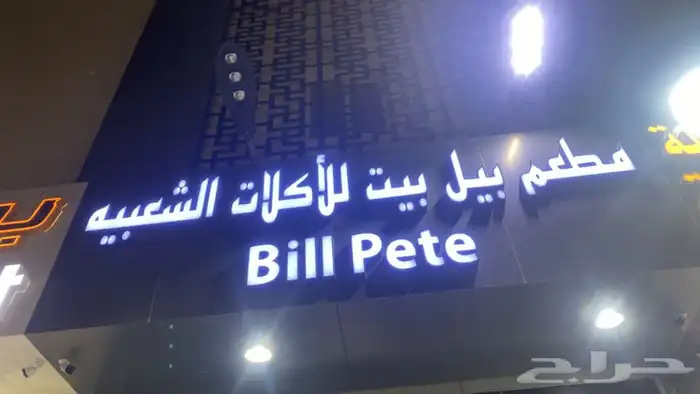 مطعم بيل بيت للأكلات الشعبيه
Bill Pete
حراج